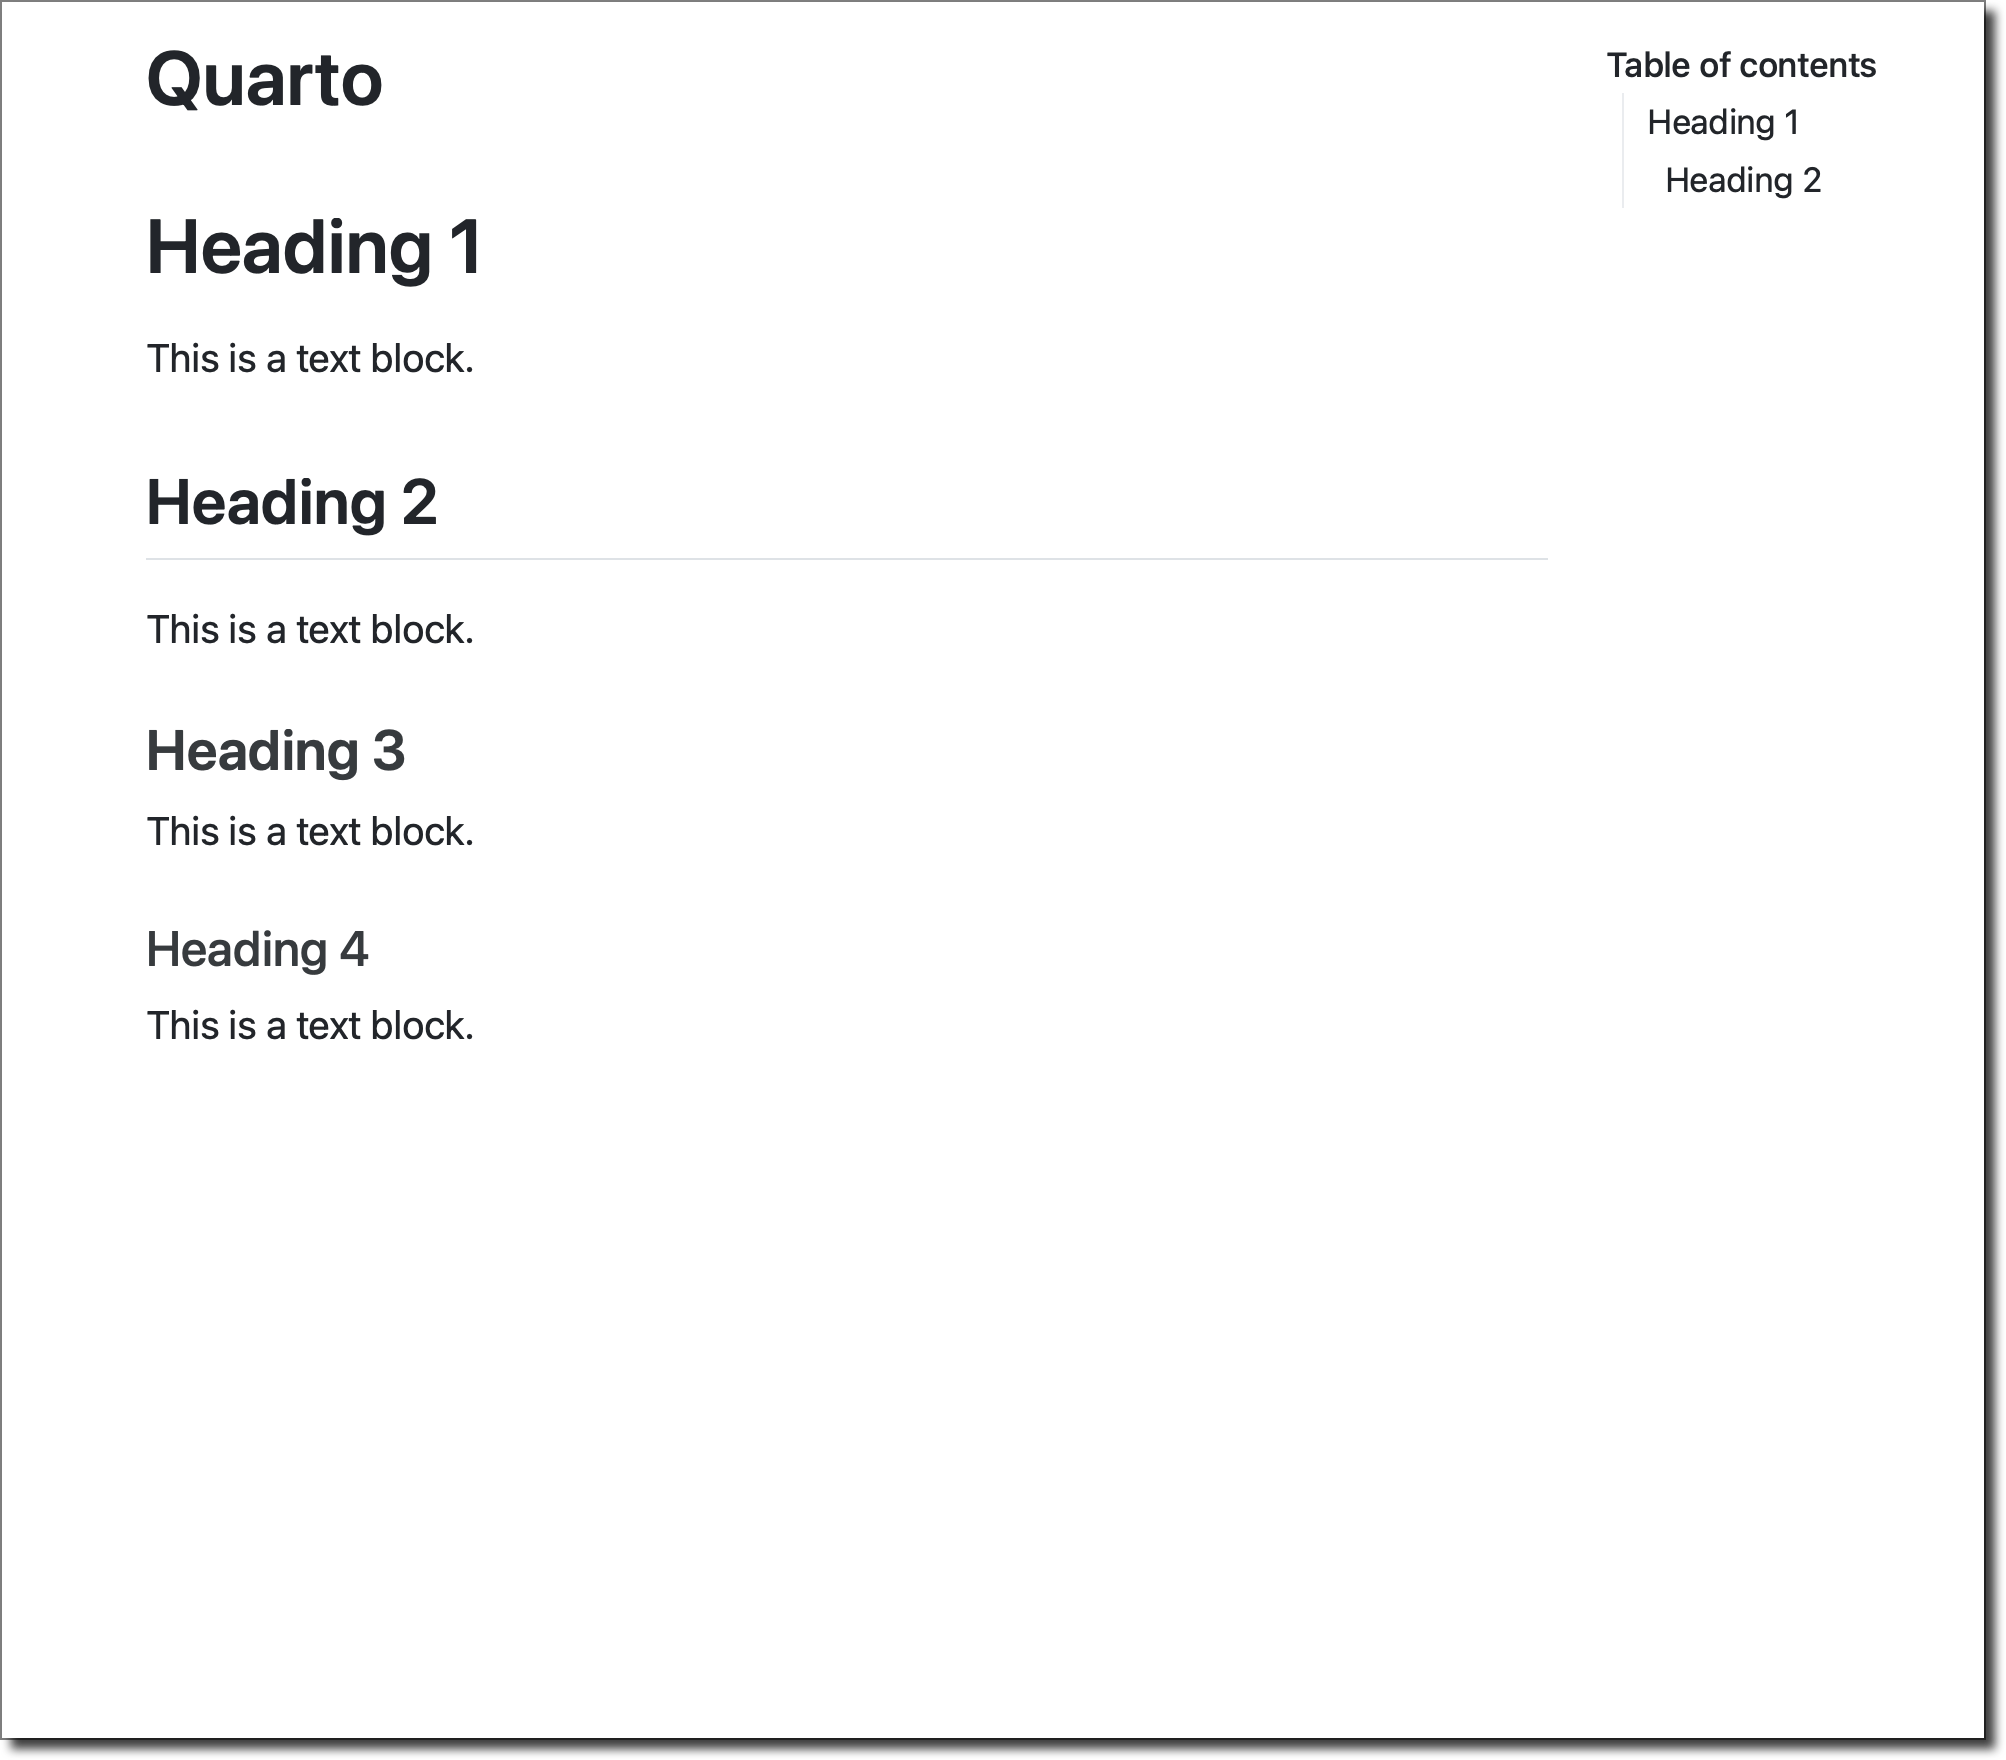 Quarto
Heading 1
This is a text block.
Heading 2
This is a text block.
Heading 3
This is a text block.
Heading 4
This is a text block.
Table of contents
Heading 1
Heading 2